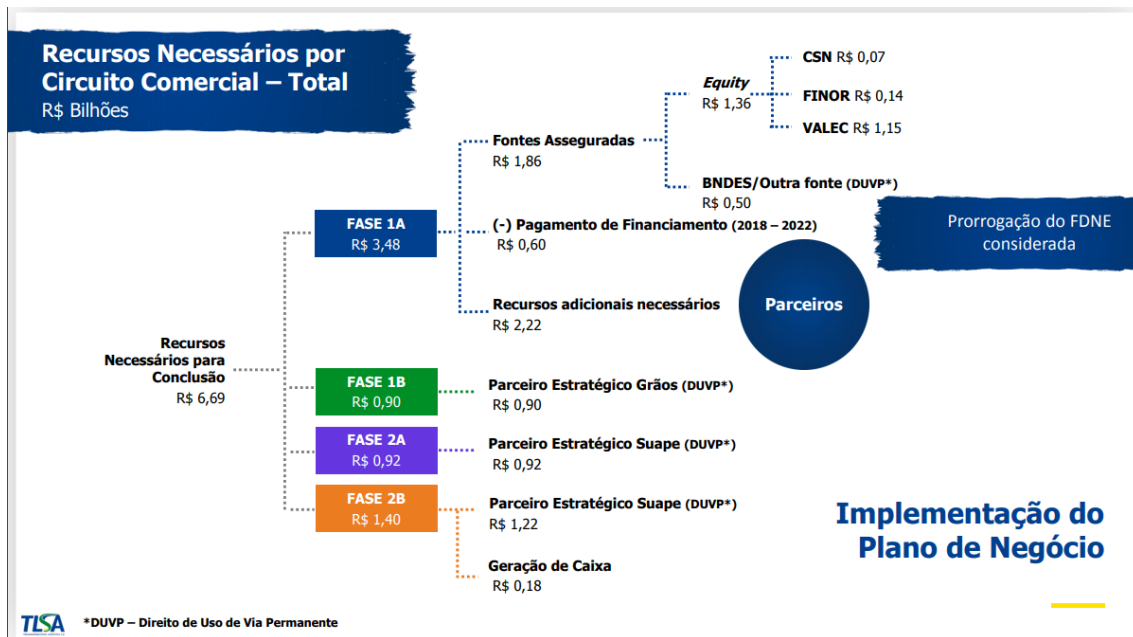 Recursos Necessários por
Circuito Comercial – Total
R$ Bilhões
CSN R$ 0,07
Equity
R$ 1,36
FINOR R$ 0,14
VALEC R$ 1,15
Fontes Asseguradas
R$ 1,86
BNDES/Outra fonte (DUVP*)
R$ 0,50
FASE 1A
R$ 3,48
(-) Pagamento de Financiamento (2018 – 2022)
R$ 0,60
Prorrogação do FDNE
considerada
Recursos adicionais necessários
R$ 2,22
Parceiros
Recursos
Necessários para
Conclusão
R$ 6,69
FASE 1B
R$ 0,90
Parceiro Estratégico Grãos (DUVP*)
R$ 0,90
FASE 2A
R$ 0,92
Parceiro Estratégico Suape (DUVP*)
R$ 0,92
FASE 2B
R$ 1,40
Parceiro Estratégico Suape (DUVP*)
R$ 1,22
Geração de Caixa
R$ 0,18
Implementação do
Plano de Negócio
TLSA
*DUVP – Direito de Uso de Via Permanente